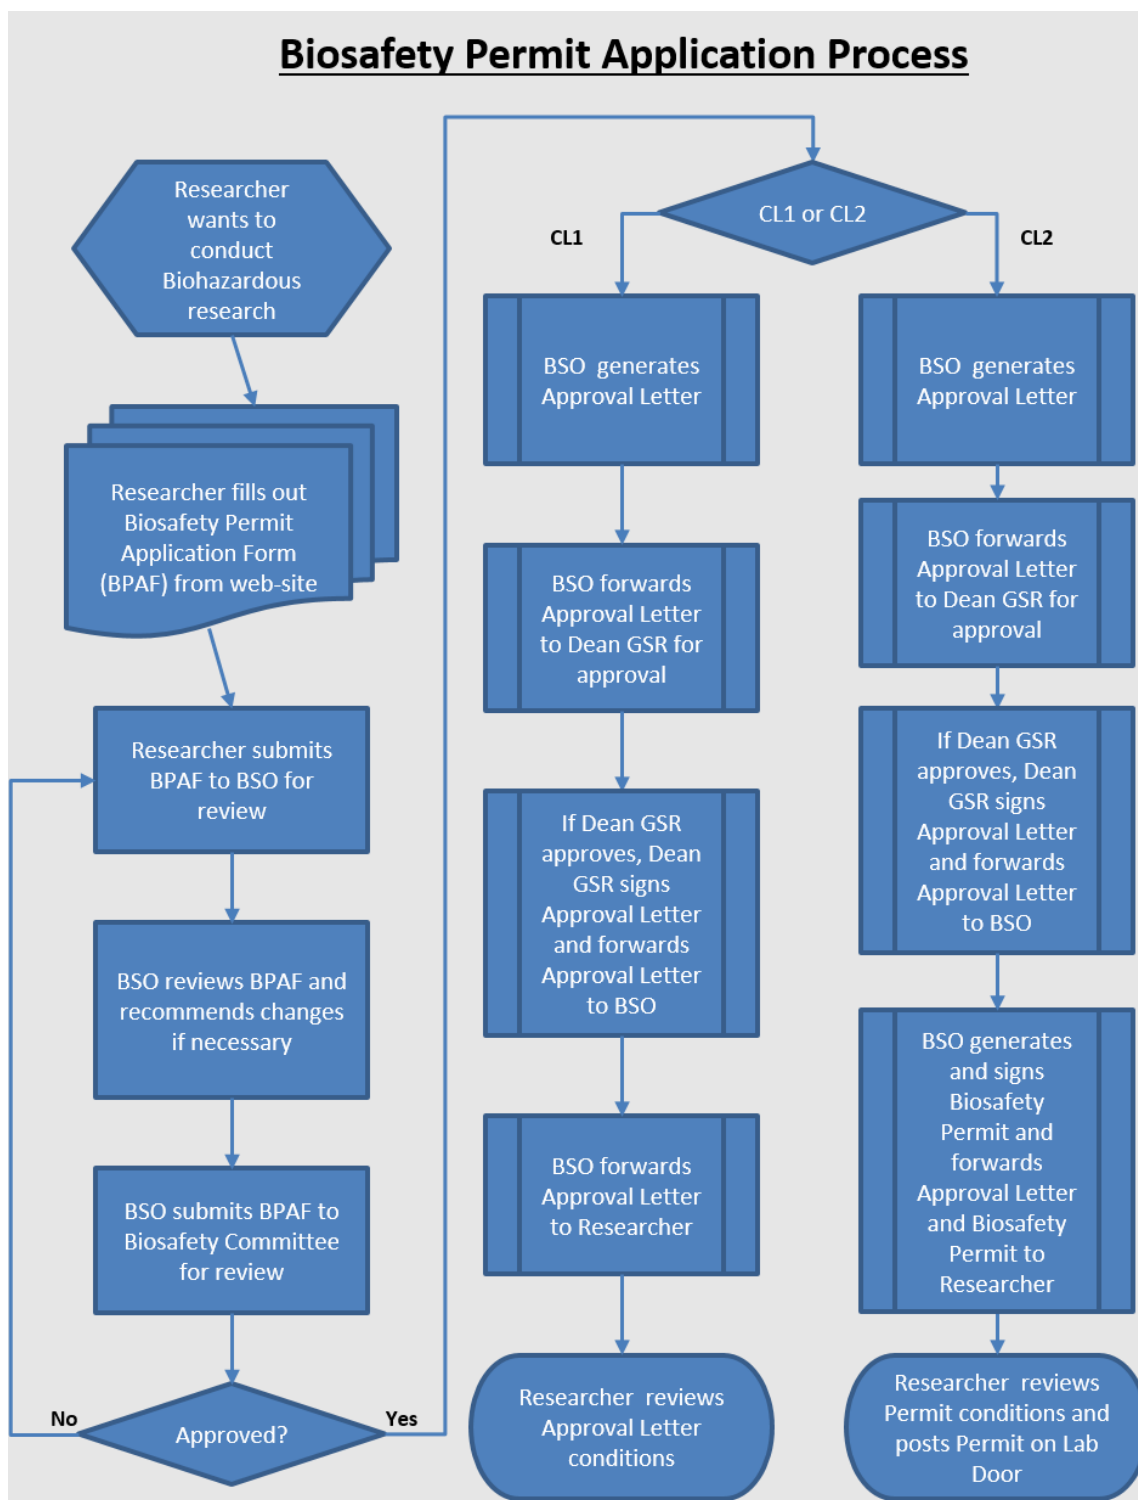 Biosafety Permit Application Process
Researcher
wants to
conduct
Biohazardous
research
Researcher fills out
Biosafety Permit
Application Form
(BPAF) from web-site
Researcher submits
BPAF to BSO for
review
BSO reviews BPAF and
recommends changes
if necessary
BSO submits BPAF to
Biosafety Committee
for review
Approved?
No
Yes
CL1 or CL2
CL1
CL2
BSO generates
Approval Letter
BSO forwards
Approval Letter
to Dean GSR for
approval
If Dean GSR
approves, Dean
GSR signs
Approval Letter
and forwards
Approval Letter
to BSO
BSO forwards
Approval Letter
to Researcher
Researcher reviews
Approval Letter
conditions
BSO generates
Approval Letter
BSO forwards
Approval Letter
to Dean GSR for
approval
If Dean GSR
approves, Dean
GSR signs
Approval Letter
and forwards
Approval Letter
to BSO
BSO generates
and signs
Biosafety
Permit and
forwards
Approval Letter
and Biosafety
Permit to
Researcher
Researcher reviews
Permit conditions and
posts Permit on Lab
Door